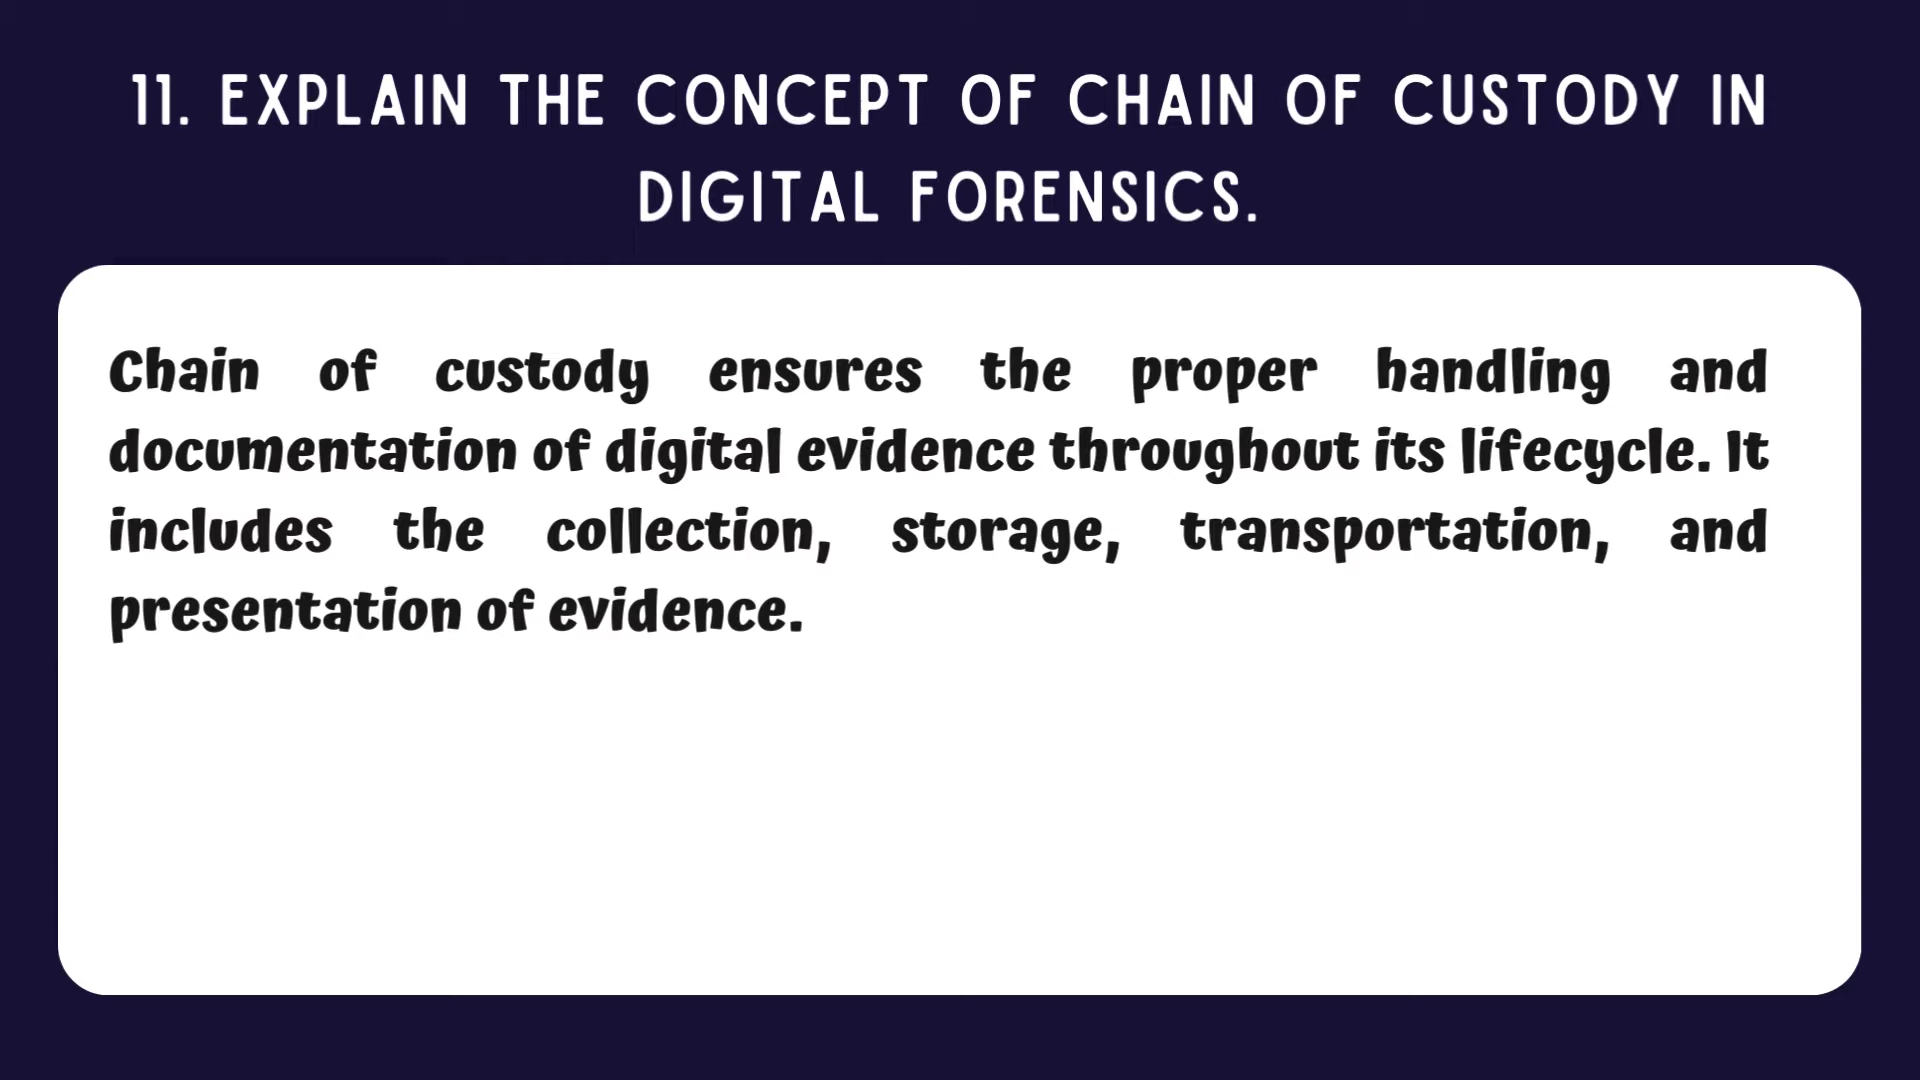 11. EXPLAIN THE CONCEPT OF CHAIN OF CUSTODY IN
DIGITAL FORENSICS.
Chain of custody ensures the proper handling and
documentation of digital evidence throughout its lifecycle. It
includes the collection, storage, transportation, and
presentation of evidence.